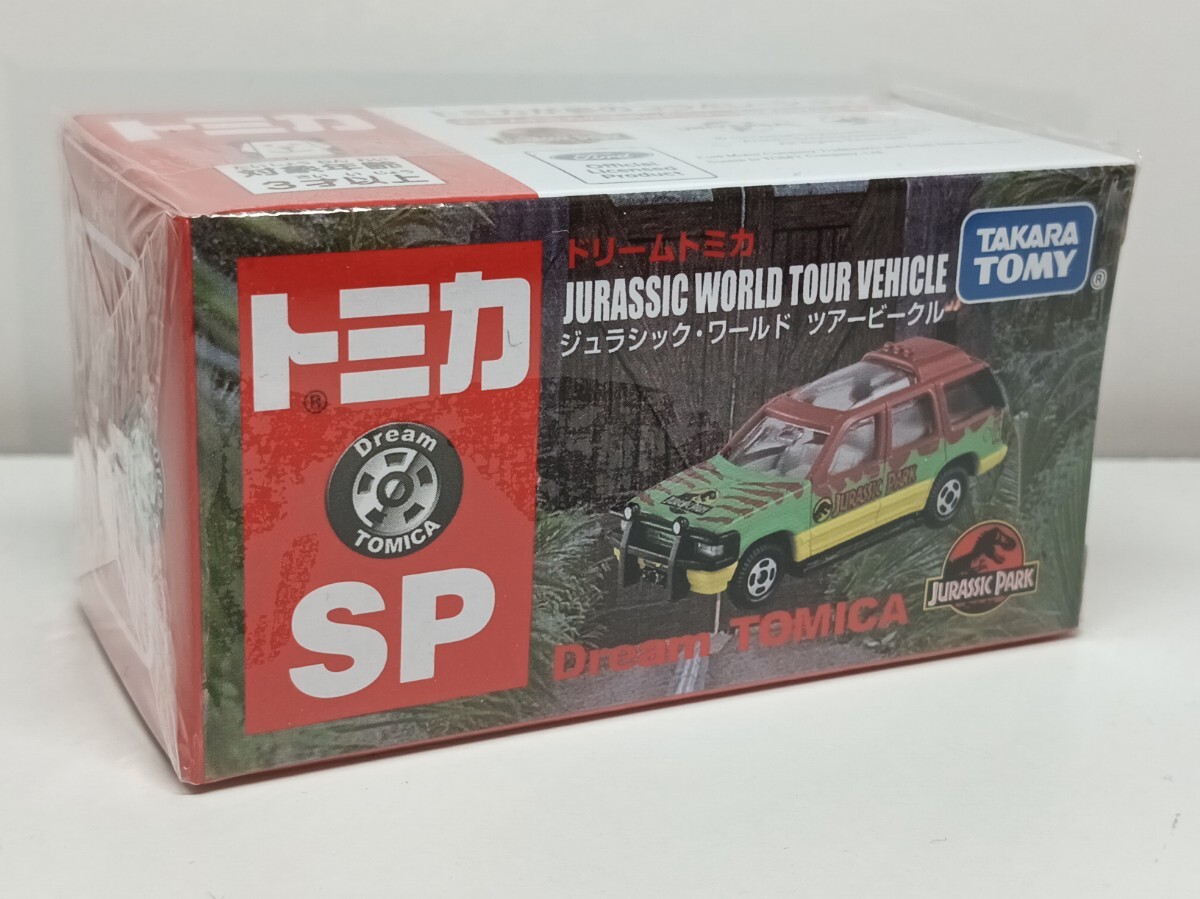 トミカ
対象年齢
3才以上
Ford
Official
Licensed
Product
トミカ
®
Dream
TOMICA
SP
ドリームトミカ
JURASSIC WORLD TOUR VEHICLE
ジュラシック・ワールド ツアービークル
TAKARA
TOMY
®
JURASSIC PARK
JURASSIC PARK
Dream TOMICA